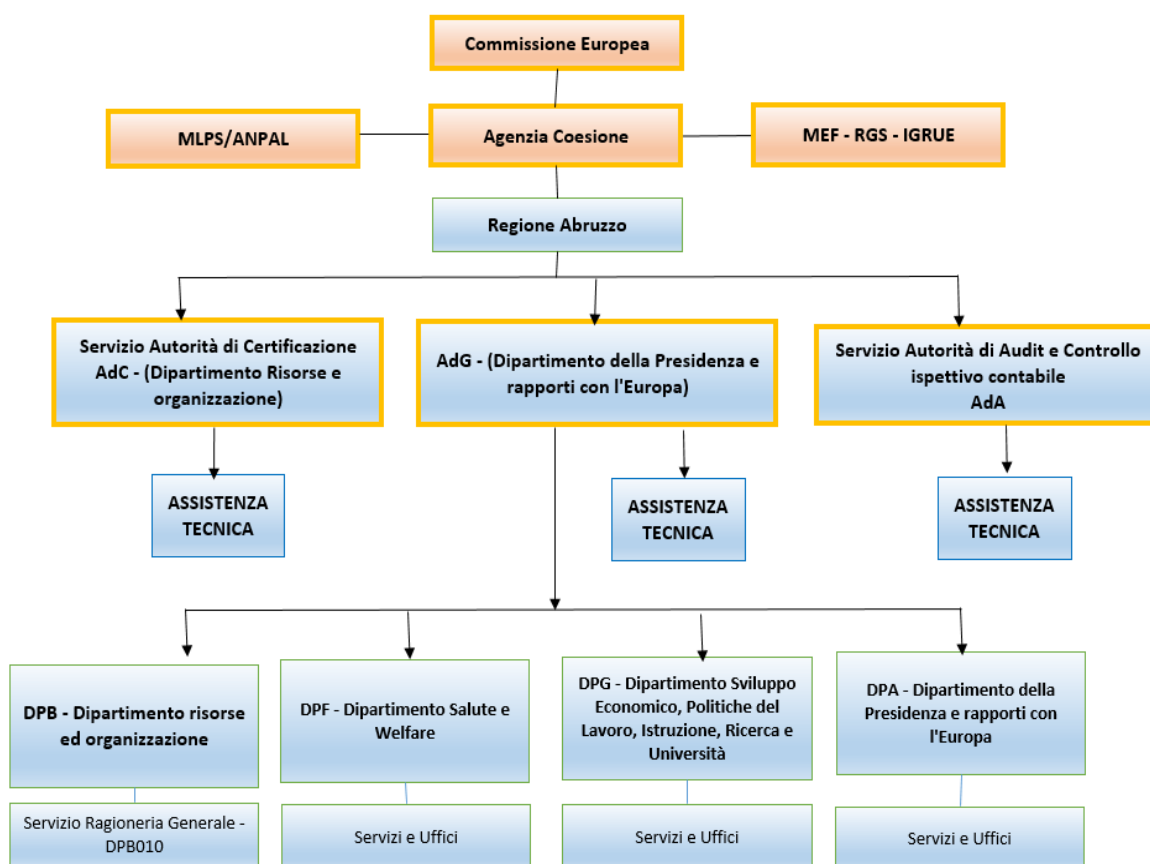 Commissione Europea
MLPS/ANPAL
Agenzia Coesione
MEF - RGS - IGRUE
Regione Abruzzo
Servizio Autorità di Certificazione
AdC - (Dipartimento Risorse e
organizzazione)
AdG - (Dipartimento della Presidenza e
rapporti con l'Europa)
Servizio Autorità di Audit e Controllo
ispettivo contabile
AdA
ASSISTENZA
TECNICA
ASSISTENZA
TECNICA
ASSISTENZA
TECNICA
DPB - Dipartimento risorse
ed organizzazione
DPF - Dipartimento Salute e
Welfare
DPG - Dipartimento Sviluppo
Economico, Politiche del
Lavoro, Istruzione, Ricerca e
Università
DPA - Dipartimento della
Presidenza e rapporti con
l'Europa
Servizio Ragioneria Generale -
DPB010
Servizi e Uffici
Servizi e Uffici
Servizi e Uffici